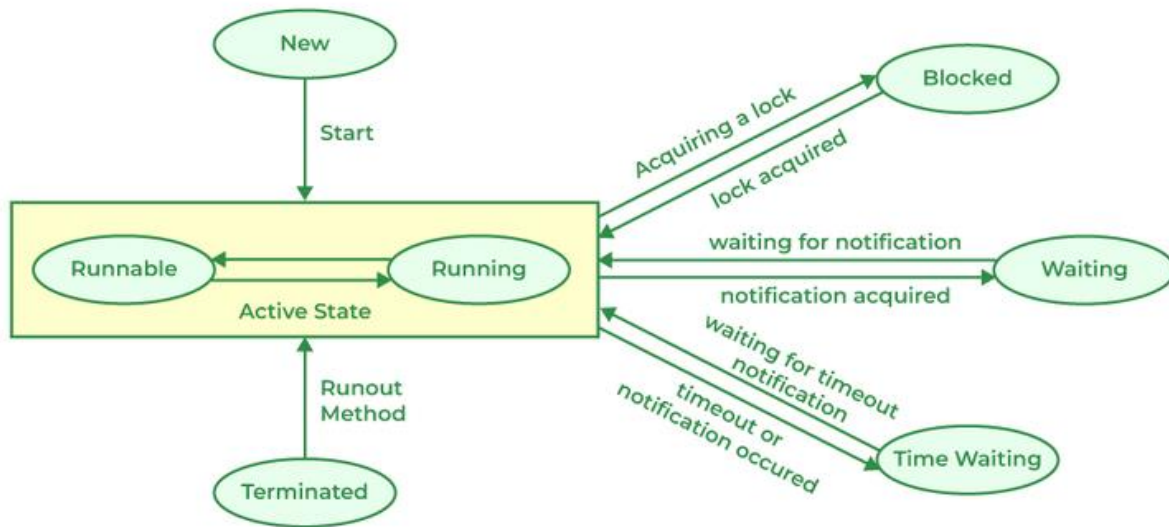 New
Start
Acquiring a lock
Blocked
lock acquired
Runnable
Running
Active State
waiting for notification
notification acquired
Waiting
waiting for timeout
notification
timeout or
notification occured
Time Waiting
Runout
Method
Terminated